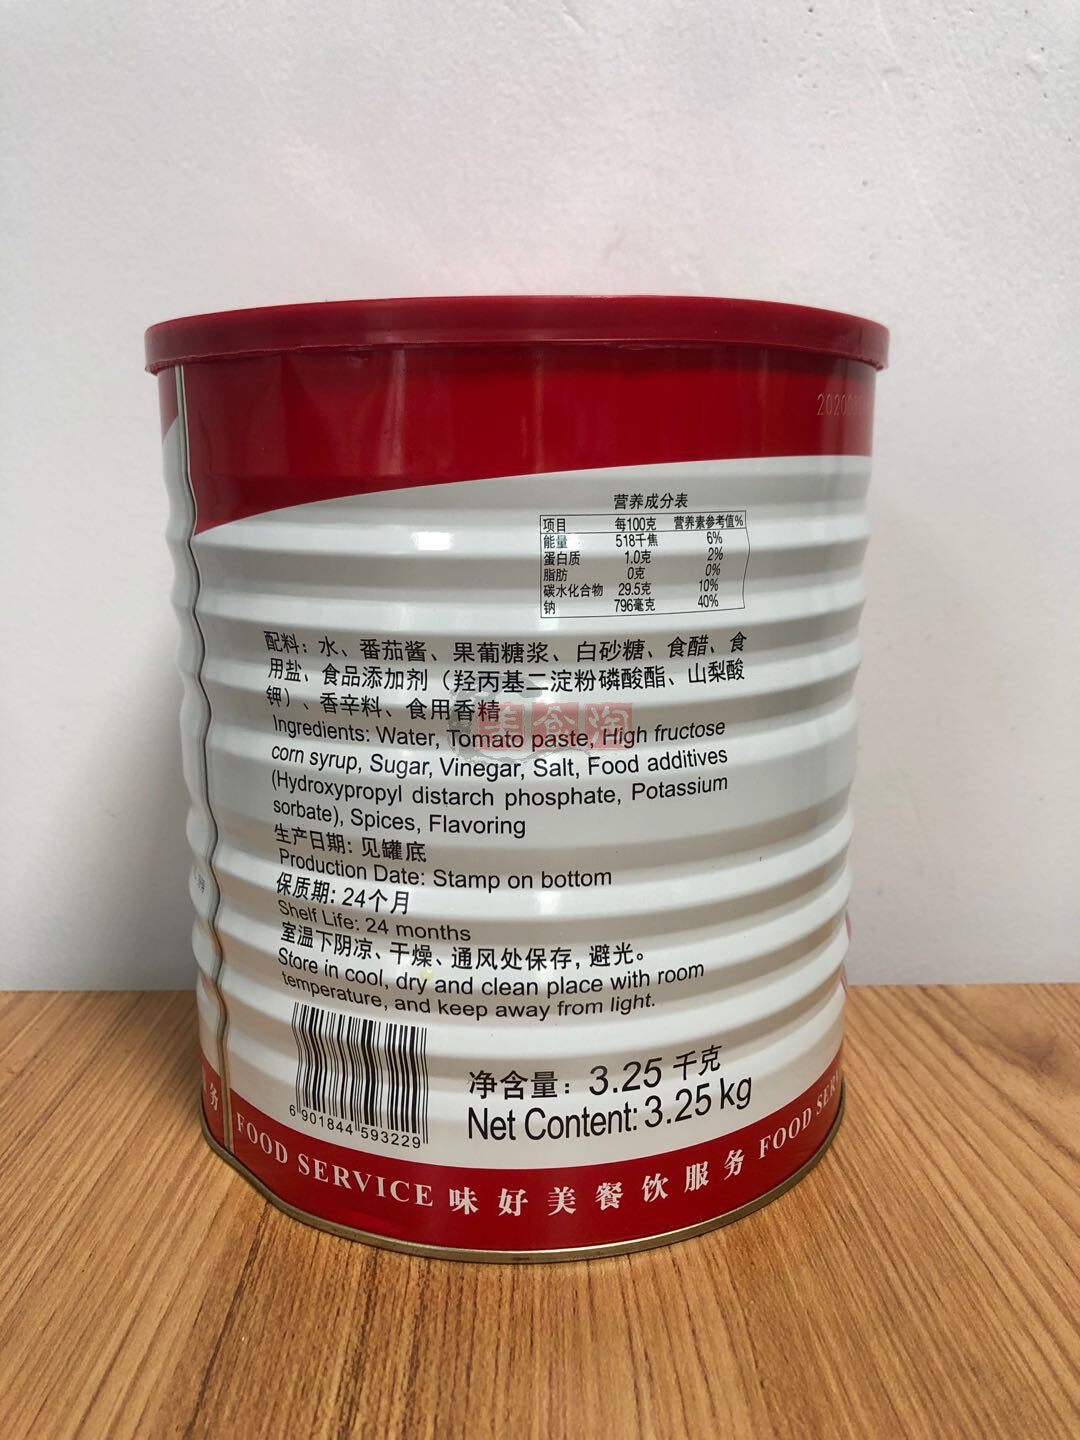 营养成分表
项目 每100克 营养素参考值%
能量 518千焦 6%
蛋白质 1.0克 2%
脂肪 0克 0%
碳水化合物 29.5克 10%
钠 796毫克 40%
配料: 水、番茄酱、果葡糖浆、白砂糖、食醋、食
用盐、食品添加剂（羟丙基二淀粉磷酸酯、山梨酸
钾）、香辛料、食用香精
美食淘
Ingredients: Water, Tomato paste, High fructose
corn syrup, Sugar, Vinegar, Salt, Food additives
(Hydroxypropyl distarch phosphate, Potassium
sorbate), Spices, Flavoring
生产日期: 见罐底
Production Date: Stamp on bottom
保质期: 24个月
Shelf Life: 24 months
室温下阴凉、干燥、通风处保存, 避光。
Store in cool, dry and clean place with room
temperature, and keep away from light.
6 901844 593229
净含量: 3.25 千克
Net Content: 3.25 kg
务 FOOD SERVICE 味好美餐饮服务 FOOD SER